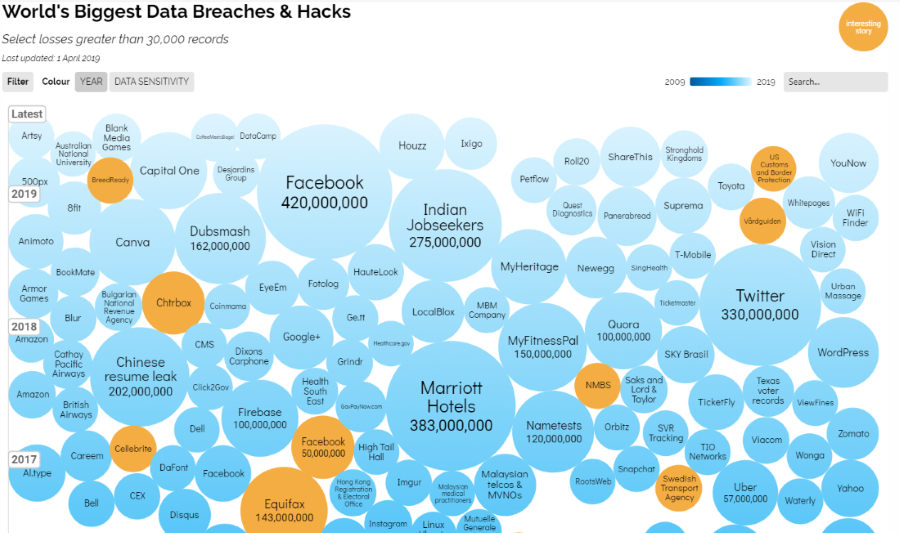 World's Biggest Data Breaches & Hacks
Select losses greater than 30,000 records
Last updated: 1 April 2019
interesting
story
Filter
Colour
YEAR
DATA SENSITIVITY
2009
2019
Search...
Latest
Artsy
Australian
National
University
Blank
Media
Games
DataCamp
Capital One
Desjardins
Group
Facebook
420,000,000
Houzz
Ixigo
Petflow
Roll20
ShareThis
Stronghold
Kingdoms
US
Customs
and Border
Protection
YouNow
500px
BreedReady
2019
8fit
Dubsmash
162,000,000
Indian
Jobseekers
275,000,000
Quest
Diagnostics
Panerabread
Suprema
Toyota
Vårdguiden
Whitepages
WiFi
Finder
Animoto
Canva
MyHeritage
Newegg
SingHealth
T-Mobile
Vision
Direct
BookMate
Armor
Games
Bulgarian
National
Revenue
Agency
Chtrbox
Coinmama
EyeEm
Fotolog
HauteLook
Twitter
330,000,000
Urban
Massage
Blur
Ge.tt
LocalBlox
MBM
Company
Ticketmaster
2018
Amazon
CMS
Google+
Healthcare.gov
MyFitnessPal
150,000,000
Quora
100,000,000
SKY Brasil
WordPress
Cathay
Pacific
Airways
Chinese
resume leak
202,000,000
Dixons
Carphone
Grindr
Amazon
British
Airways
Click2Gov
Firebase
100,000,000
Health
South
East
GovPayNow.com
Marriott
Hotels
383,000,000
NMBS
Saks and
Lord &
Taylor
TicketFly
Texas
voter
records
ViewFines
Dell
Nametests
120,000,000
Orbitz
SVR
Tracking
Viacom
Zomato
2017
Al.type
Careem
Cellebrite
DaFont
Facebook
Facebook
50,000,000
High Tail
Hall
TIO
Networks
Wonga
Bell
CEX
Disqus
Equifax
143,000,000
Hong Kong
Registration
& Electoral
Office
Imgur
Malaysian
medical
practitioners
Malaysian
telcos &
MVNOs
RootsWeb
Snapchat
Swedish
Transport
Agency
Uber
57,000,000
Waterly
Yahoo
Instagram
Linux
Mutuelle
Generale